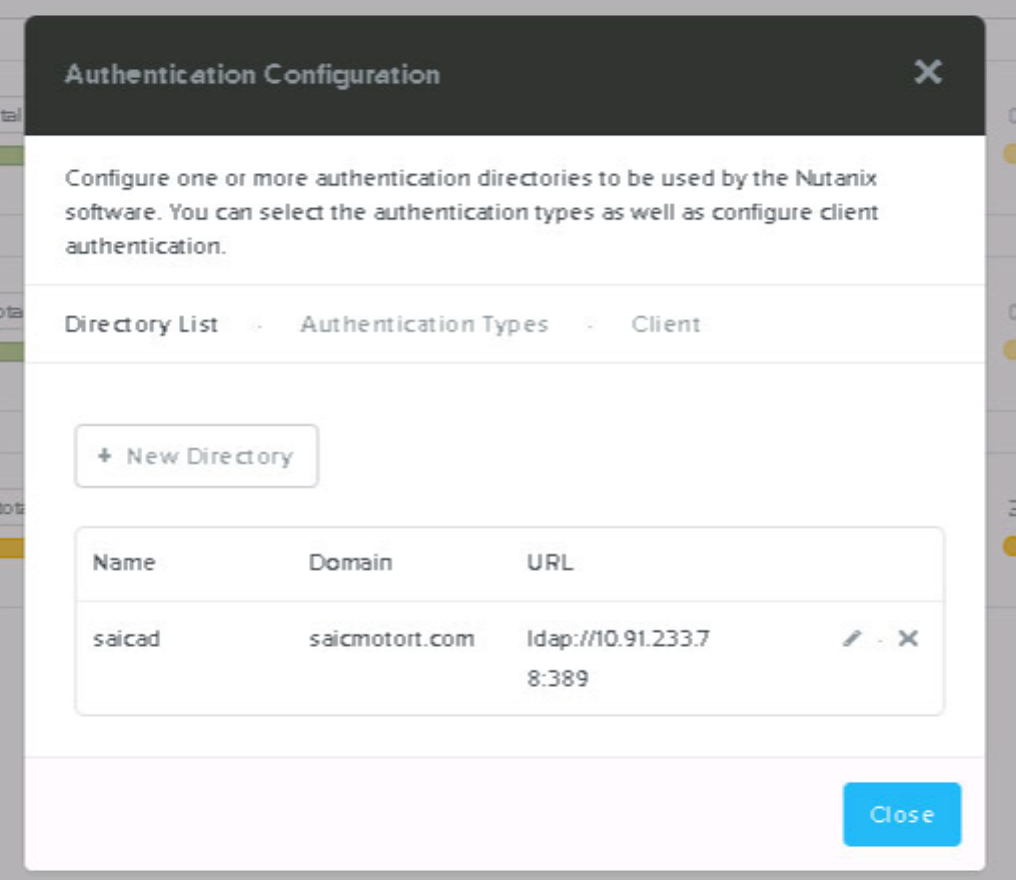 Authentication Configuration
Configure one or more authentication directories to be used by the Nutanix
software. You can select the authentication types as well as configure client
authentication.
Directory List · Authentication Types · Client
+ New Directory
Name Domain URL
saicad saicmotort.com ldap://10.91.233.7
8:389
Close